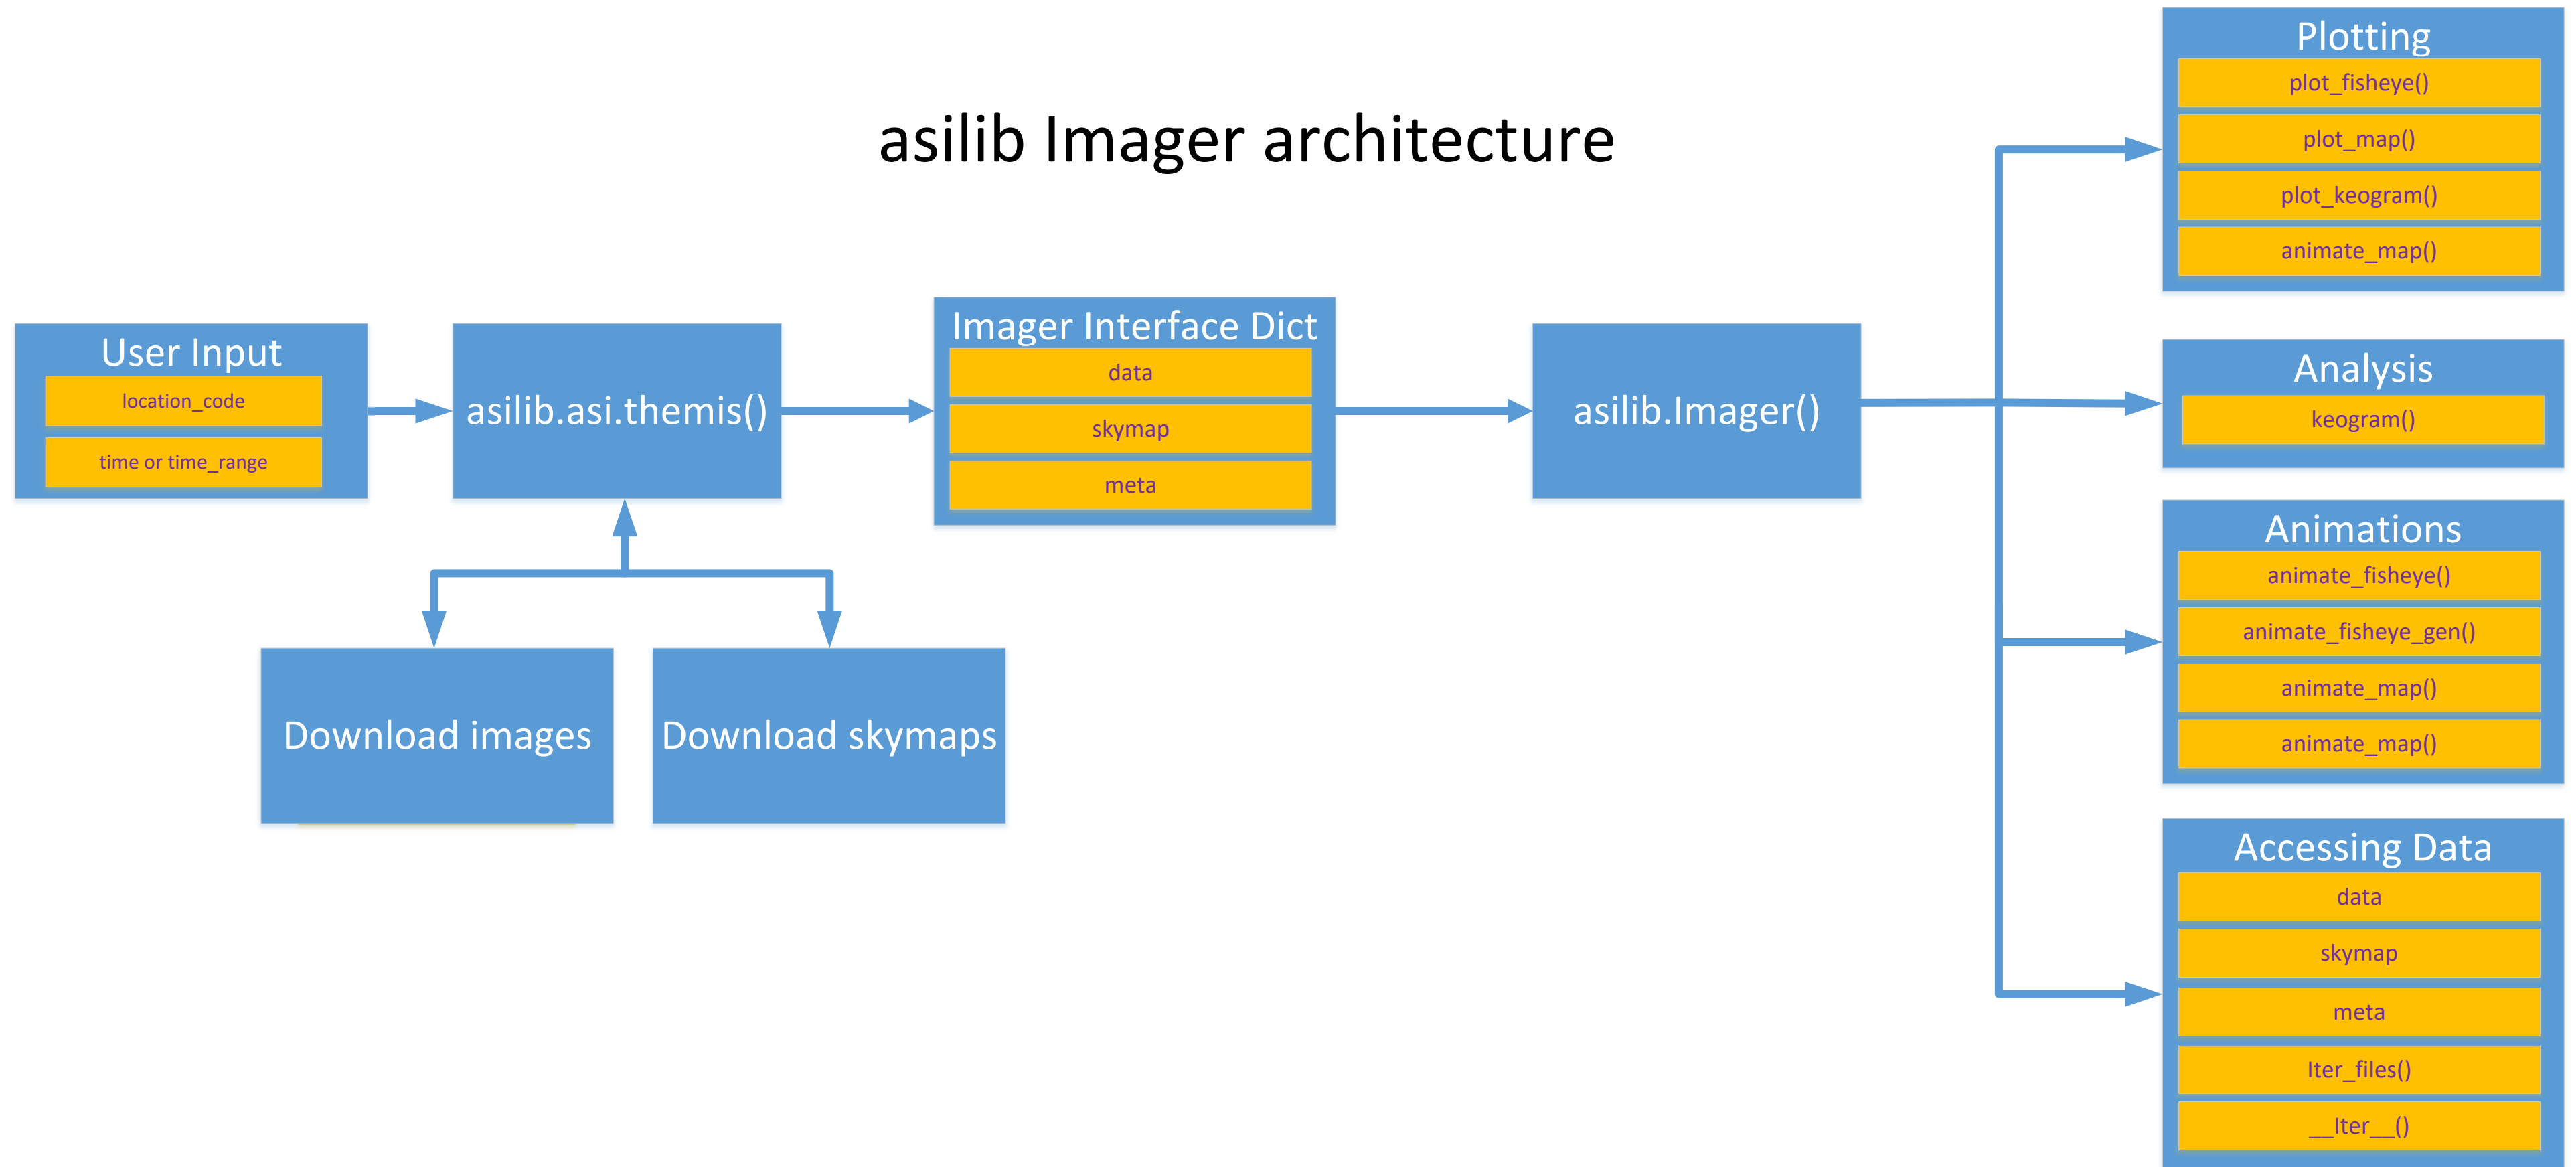 asilib Imager architecture
User Input
location_code
time or time_range
asilib.asi.themis()
Download images
Download skymaps
Imager Interface Dict
data
skymap
meta
asilib.Imager()
Plotting
plot_fisheye()
plot_map()
plot_keogram()
animate_map()
Analysis
keogram()
Animations
animate_fisheye()
animate_fisheye_gen()
animate_map()
animate_map()
Accessing Data
data
skymap
meta
Iter_files()
__Iter__()